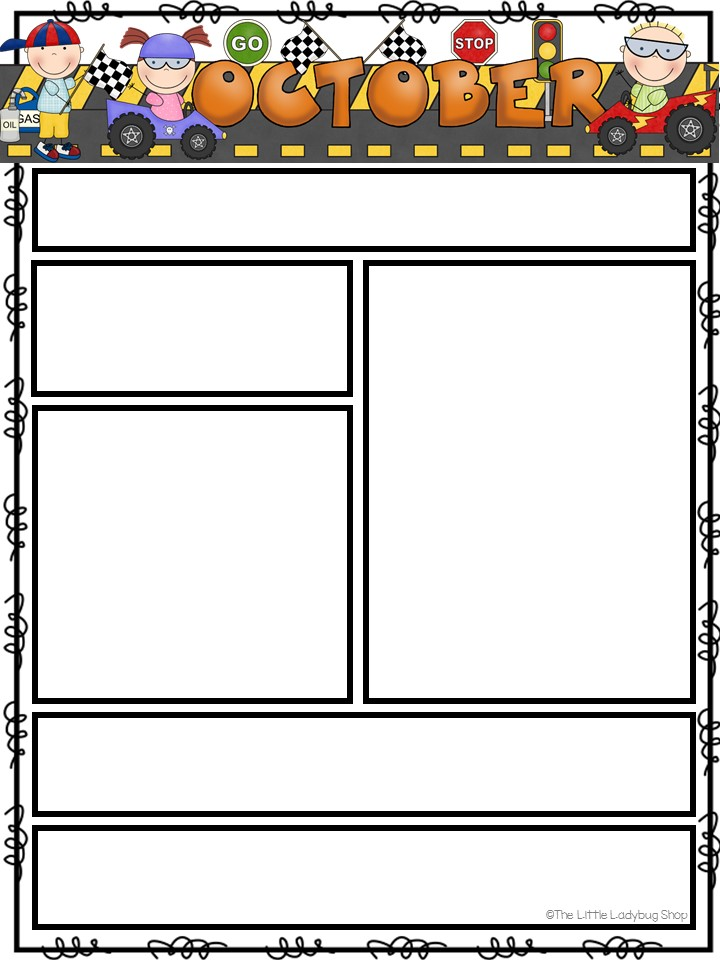 GO
STOP
OCTOBER
GAS
OIL
©The Little Ladybug Shop